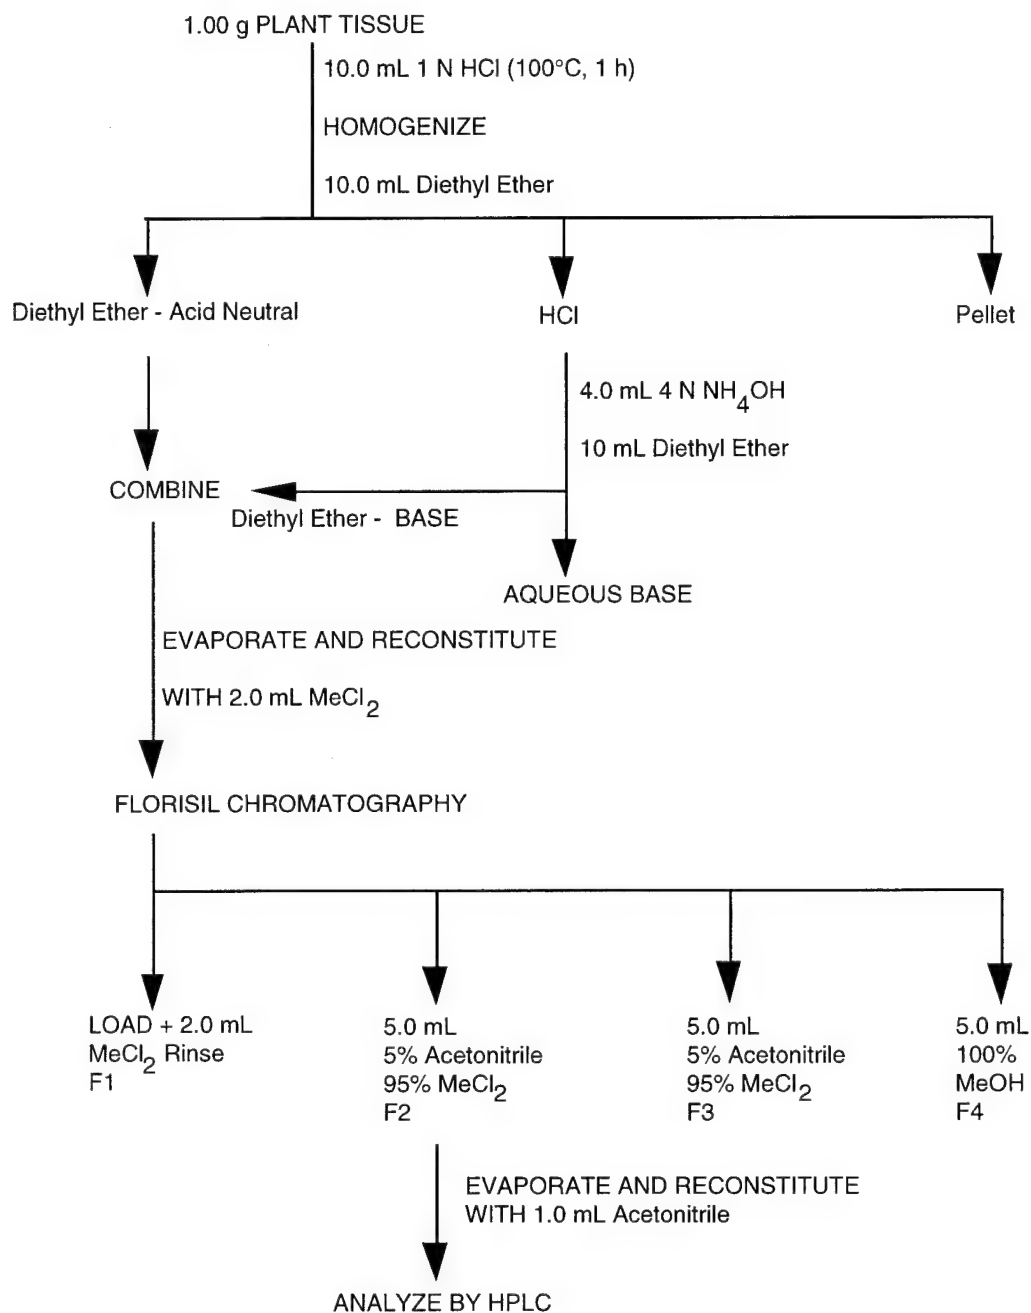 1.00 g PLANT TISSUE
10.0 mL 1 N HCl (100°C, 1 h)
HOMOGENIZE
10.0 mL Diethyl Ether
Diethyl Ether - Acid Neutral
HCl
Pellet
4.0 mL 4 N NH4OH
10 mL Diethyl Ether
COMBINE
Diethyl Ether - BASE
AQUEOUS BASE
EVAPORATE AND RECONSTITUTE
WITH 2.0 mL MeCl2
FLORISIL CHROMATOGRAPHY
LOAD + 2.0 mL
MeCl2 Rinse
F1
5.0 mL
5% Acetonitrile
95% MeCl2
F2
5.0 mL
5% Acetonitrile
95% MeCl2
F3
5.0 mL
100%
MeOH
F4
EVAPORATE AND RECONSTITUTE
WITH 1.0 mL Acetonitrile
ANALYZE BY HPLC